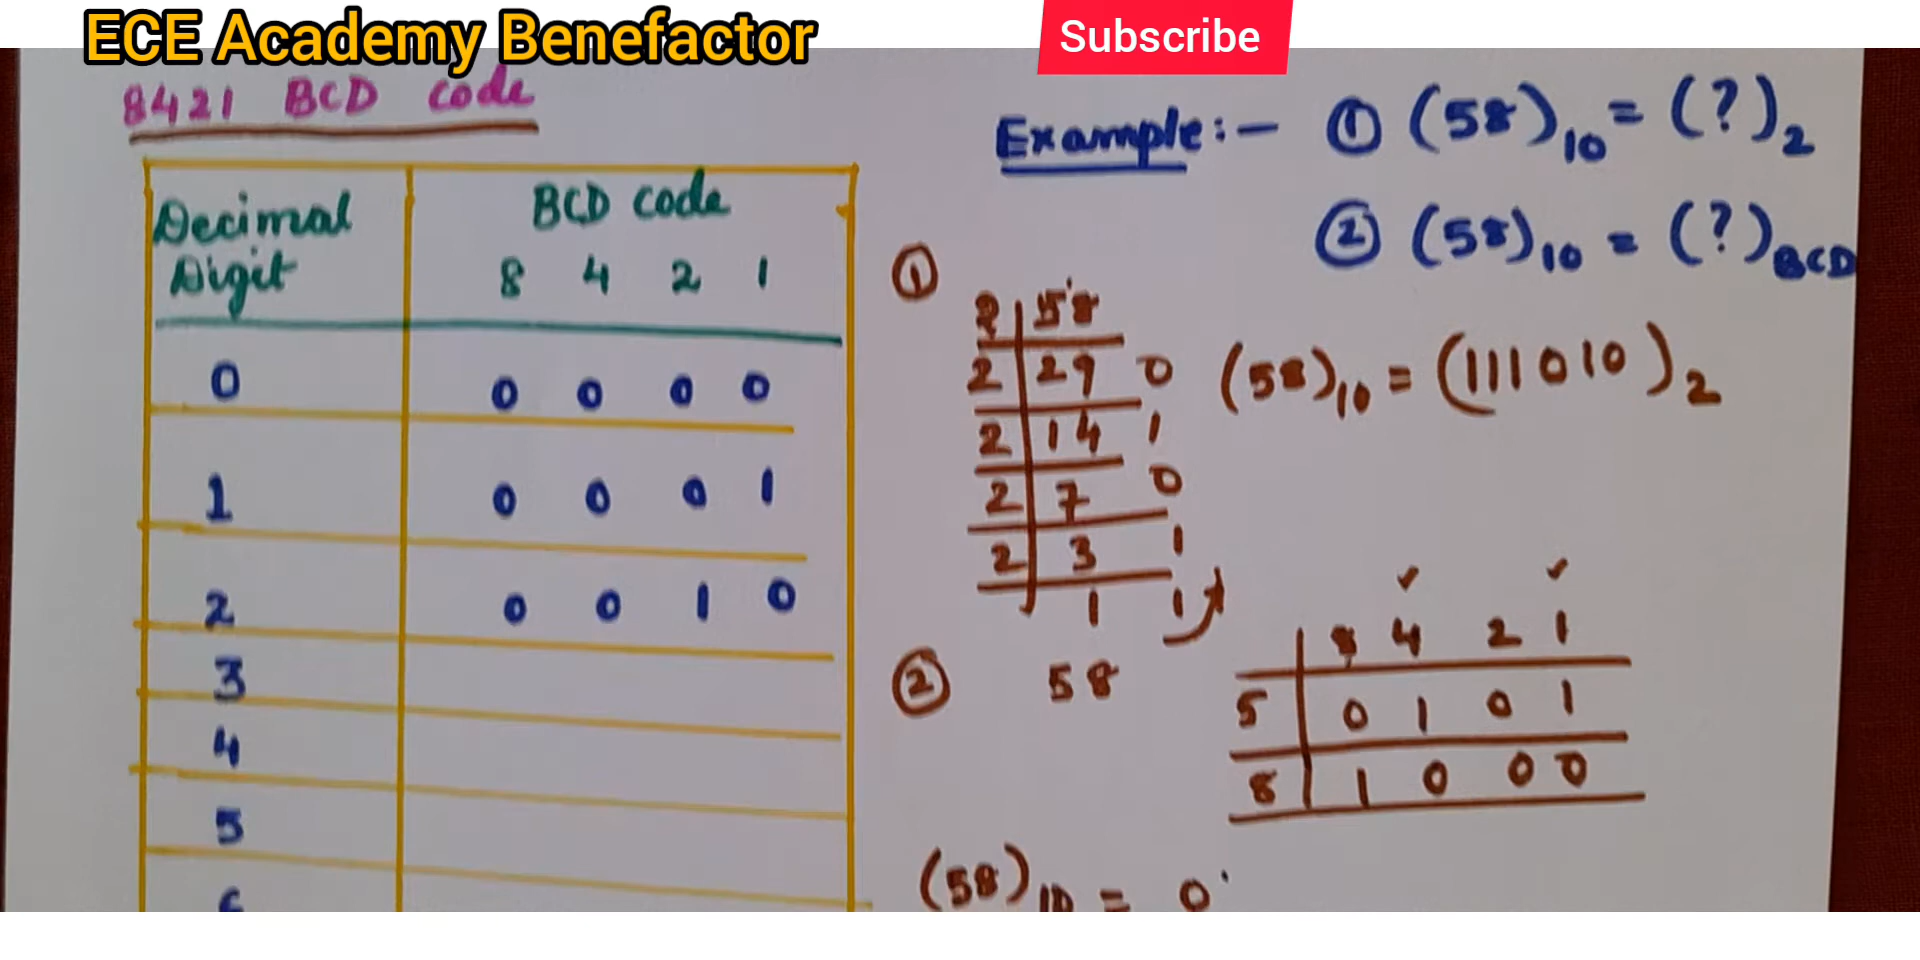 ECE Academy Benefactor
Subscribe
8421 BCD code
Decimal Digit
BCD code
8 4 2 1
0 0 0 0 0
1 0 0 0 1
2 0 0 1 0
3
4
5
6
Example:- ① (58)10 = (?)2
② (58)10 = (?)BCD
①
2 58
2 29 0
2 14 1
2 7 0
2 3 1
1 1
(58)10 = (111010)2
② 58
8 4 2 1
5 0 1 0 1
8 1 0 0 0
(58)10 = 0